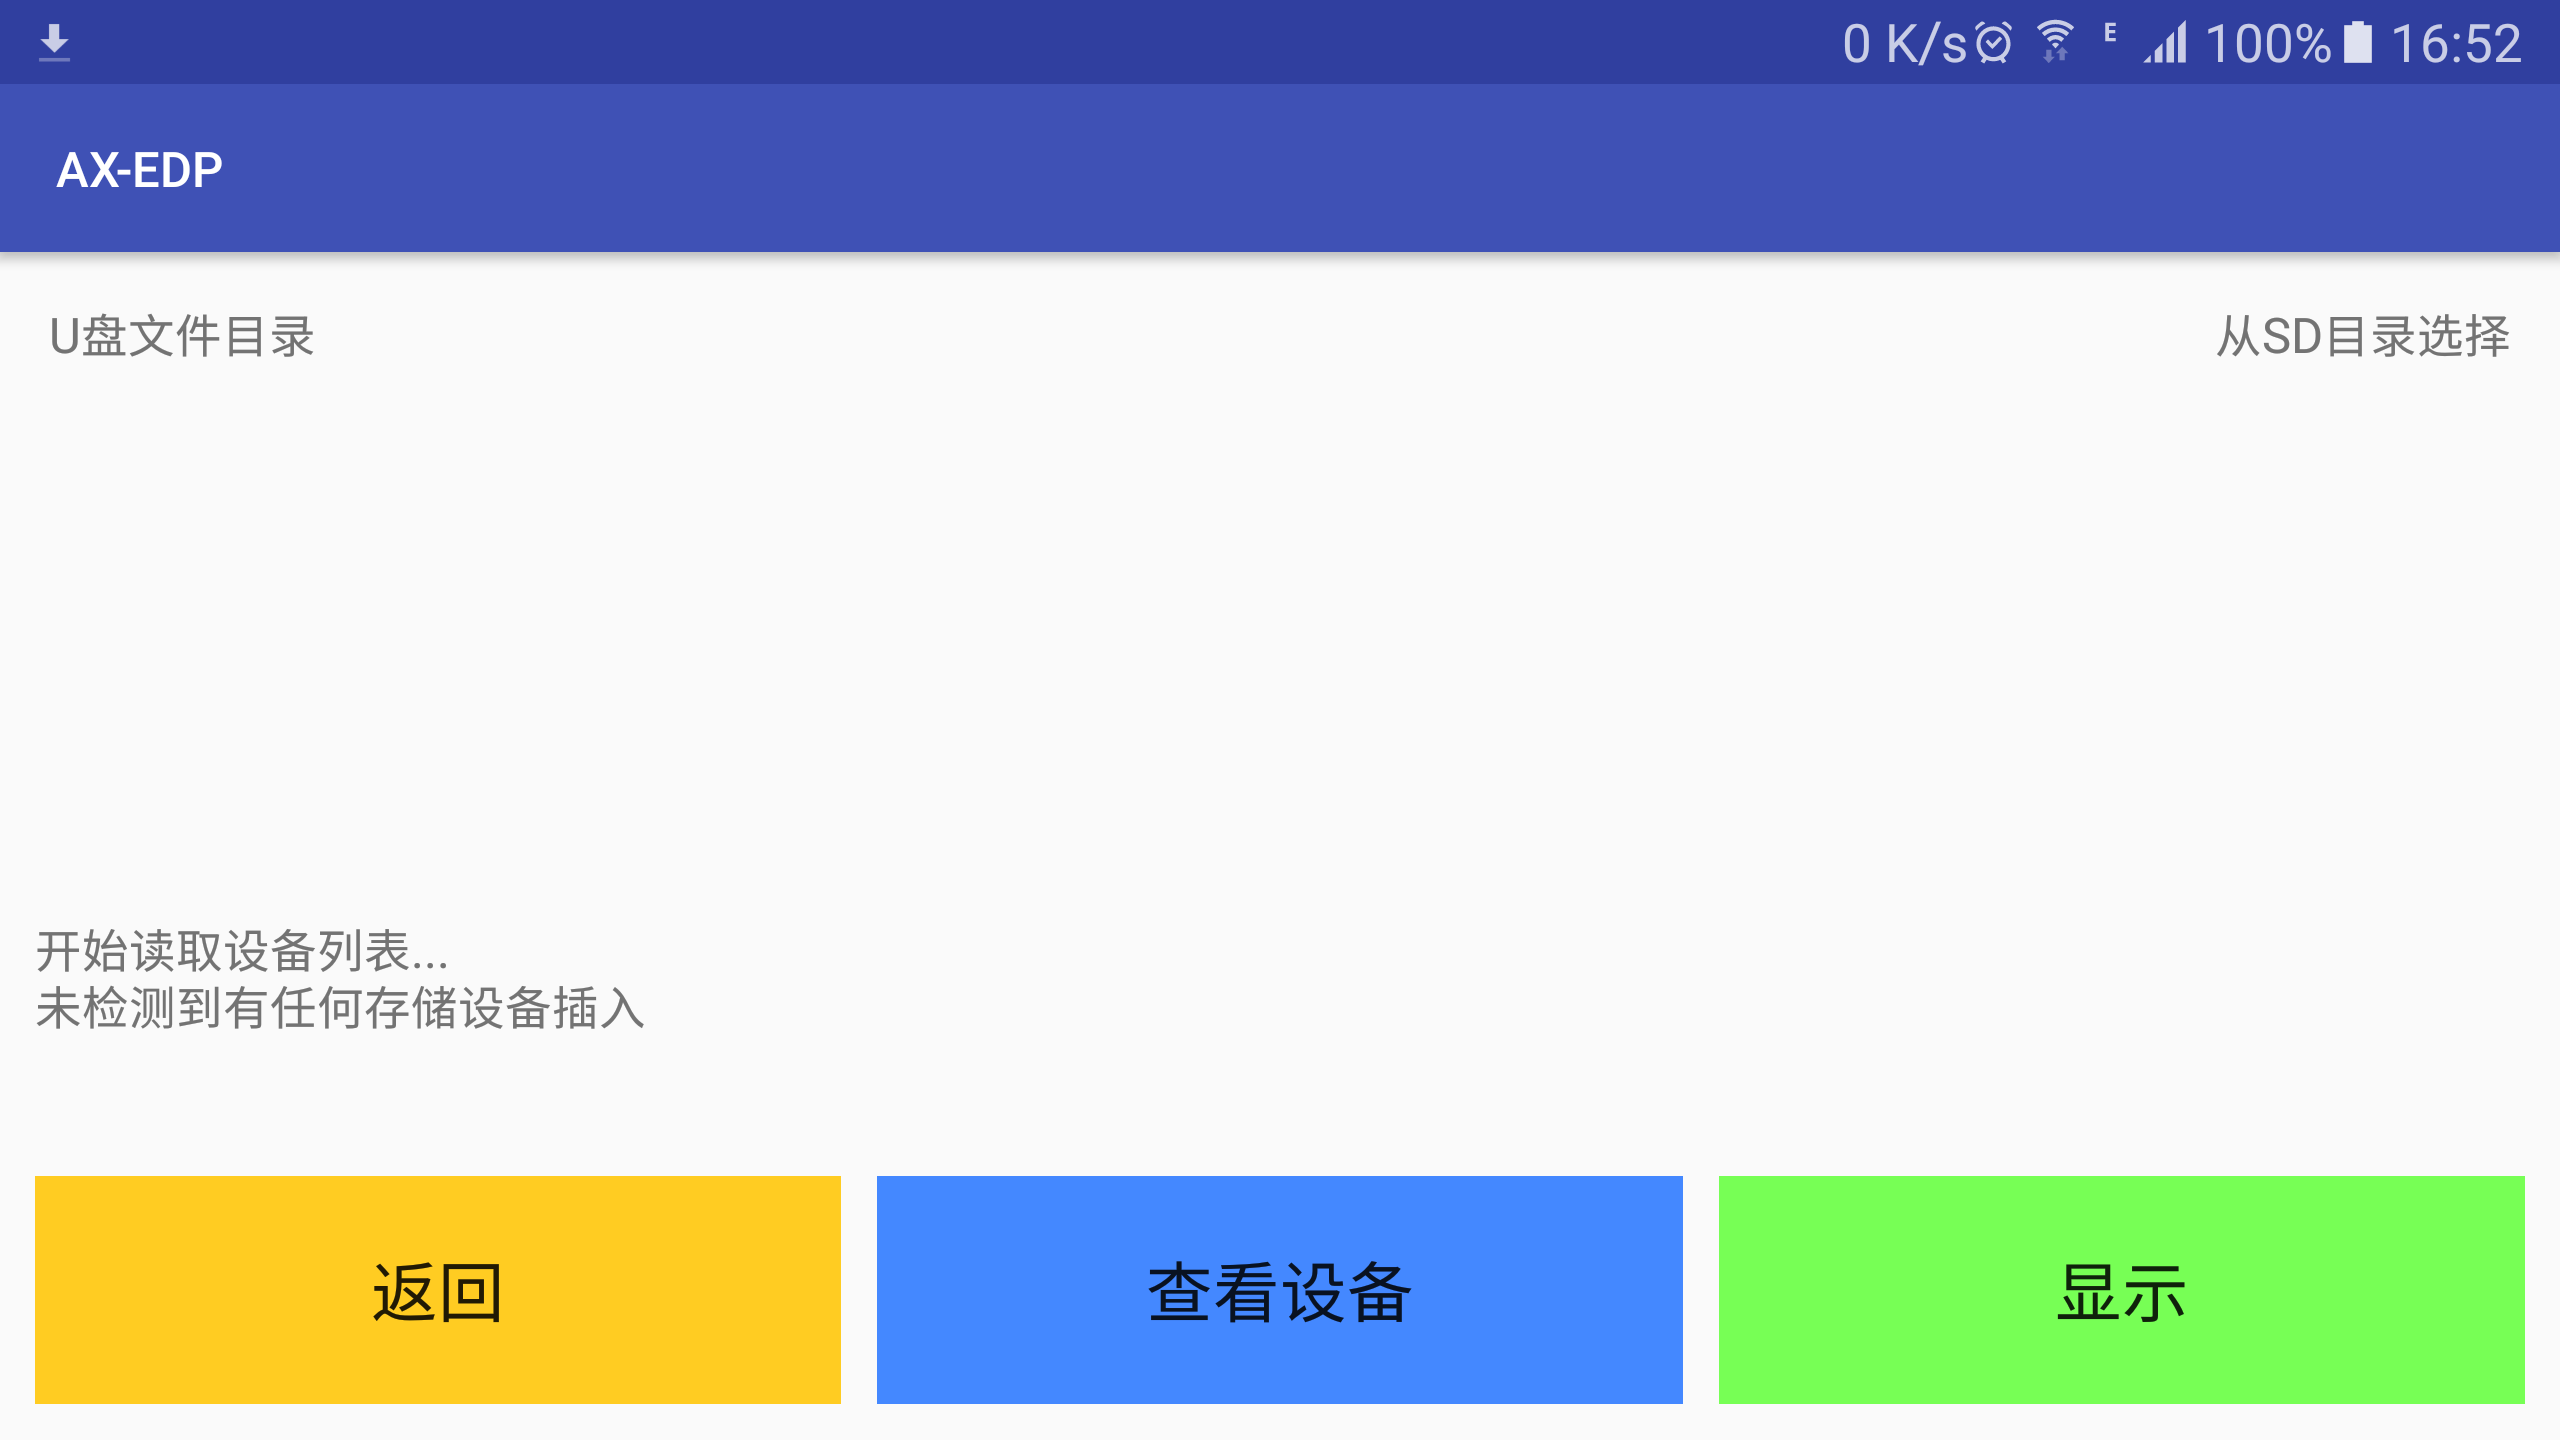 0 K/s E 100% 16:52
AX-EDP
U盘文件目录
从SD目录选择
开始读取设备列表...
未检测到有任何存储设备插入
返回
查看设备
显示